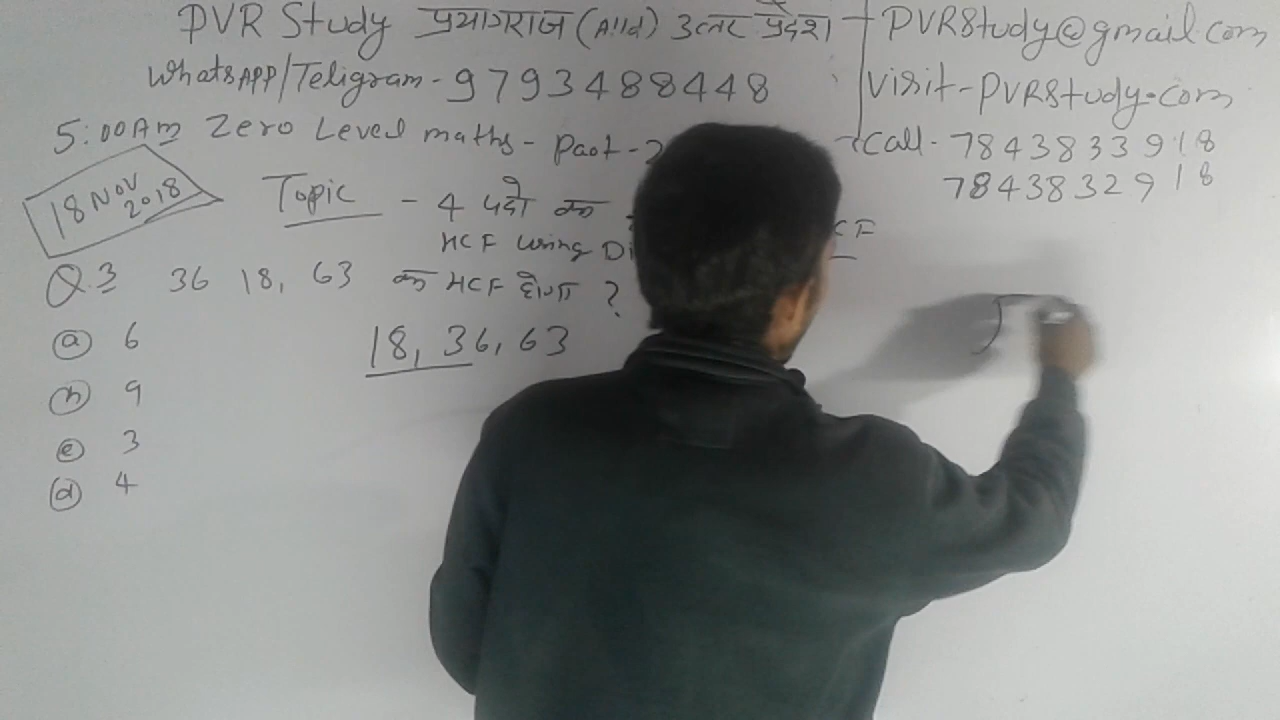 PVR Study प्रयागराज (Alld) उत्तर प्रदेश
PVRStudy@gmail.com
WhatsAPP/Teligram - 9793488448
visit - PVRStudy.com
5:00Am Zero Level maths - Part - 2
Call - 7843833918
7843832918
18 Nov 2018
Topic - 4 पदो का
CF
HCF Using Di
Q.3 36 18, 63 का HCF होगा ?
18, 36, 63
(a) 6
(b) 9
(c) 3
(d) 4